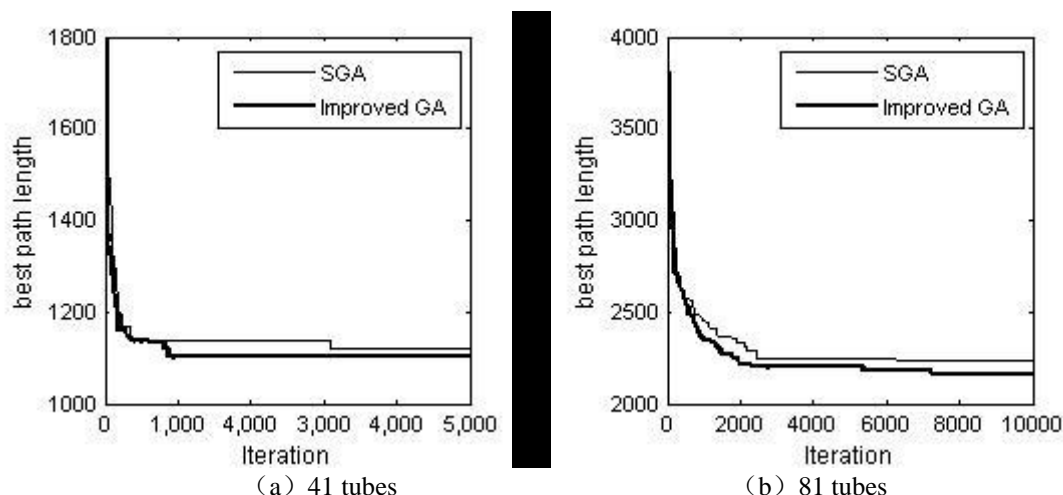 1800
1600
1400
1200
1000
best path length
SGA
Improved GA
0
1,000
4,000
3,000
4,000
5,000
Iteration
(a) 41 tubes
4000
3500
3000
2500
2000
best path length
SGA
Improved GA
0
2000
4000
6000
8000
10000
Iteration
(b) 81 tubes